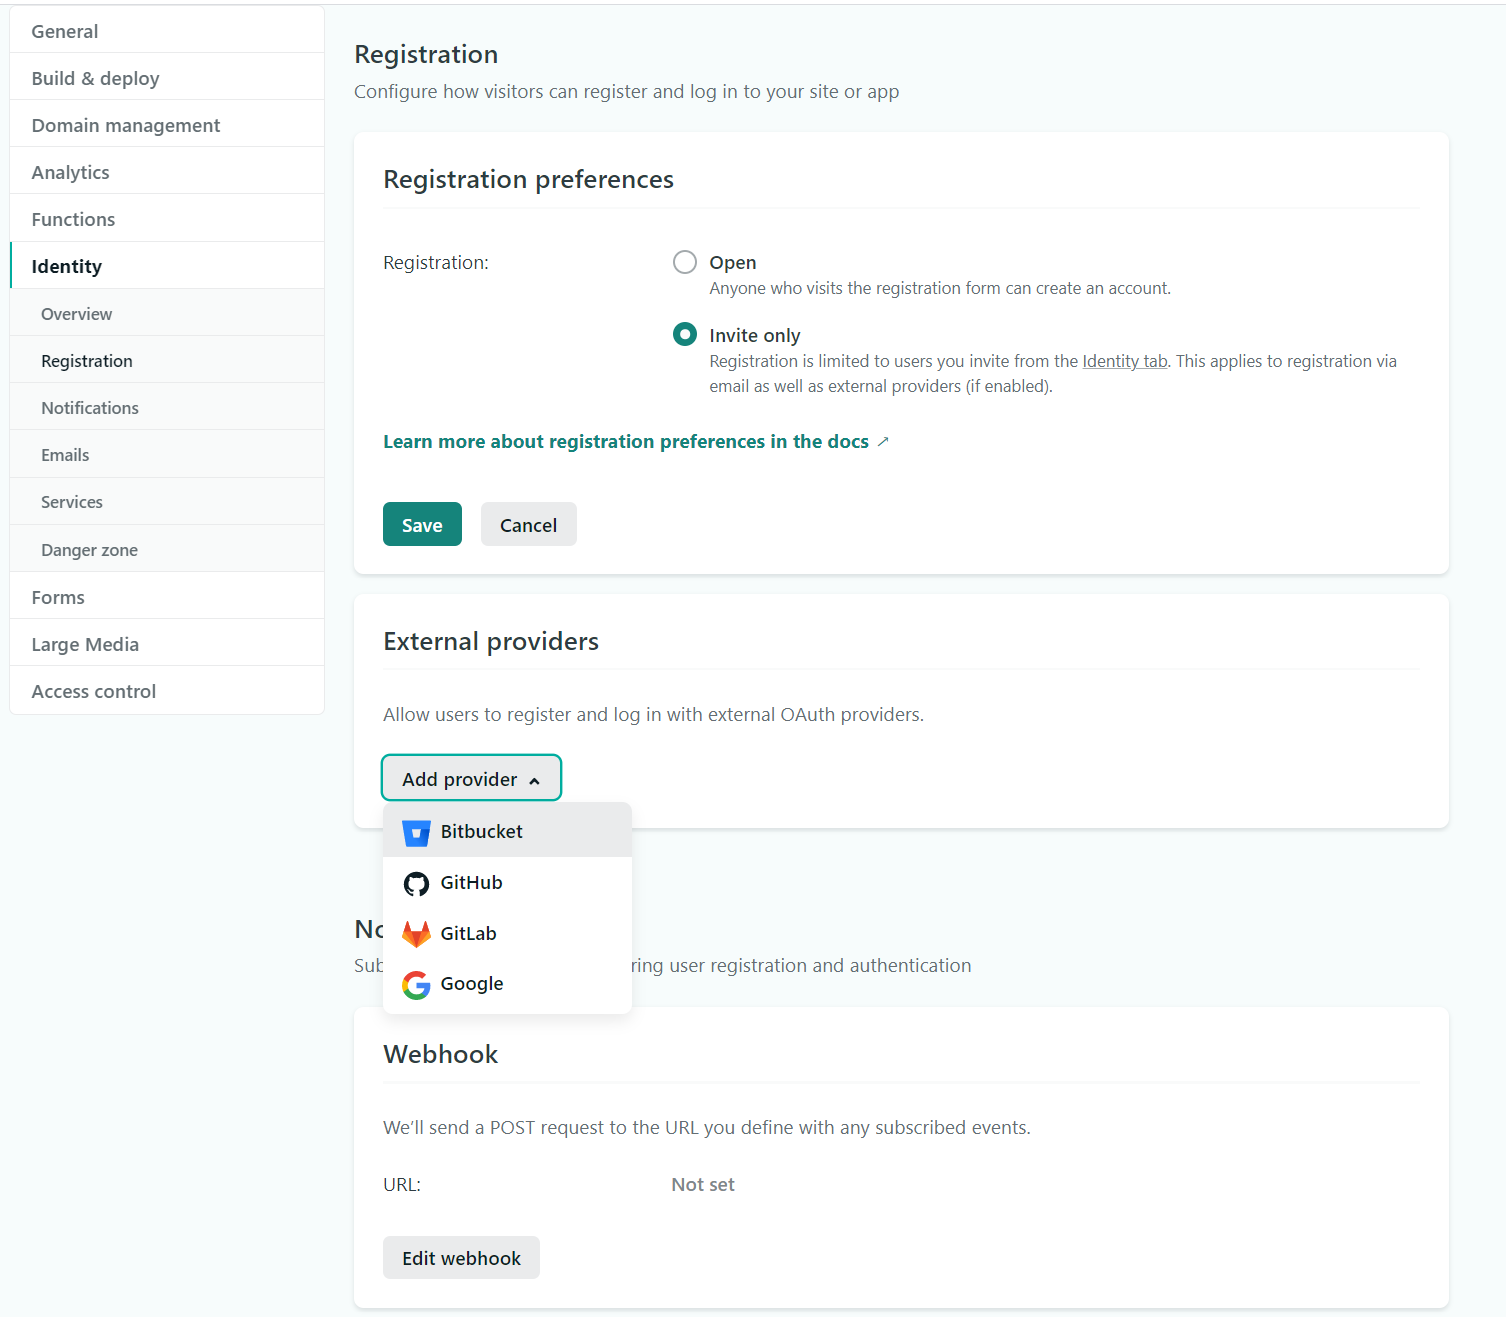 General
Build & deploy
Domain management
Analytics
Functions
Identity
Overview
Registration
Notifications
Emails
Services
Danger zone
Forms
Large Media
Access control
Registration
Configure how visitors can register and log in to your site or app
Registration preferences
Registration:
Open
Anyone who visits the registration form can create an account.
Invite only
Registration is limited to users you invite from the Identity tab. This applies to registration via
email as well as external providers (if enabled).
Learn more about registration preferences in the docs ↗
Save
Cancel
External providers
Allow users to register and log in with external OAuth providers.
Add provider
Bitbucket
GitHub
GitLab
Google
user registration and authentication
Webhook
We’ll send a POST request to the URL you define with any subscribed events.
URL:
Not set
Edit webhook